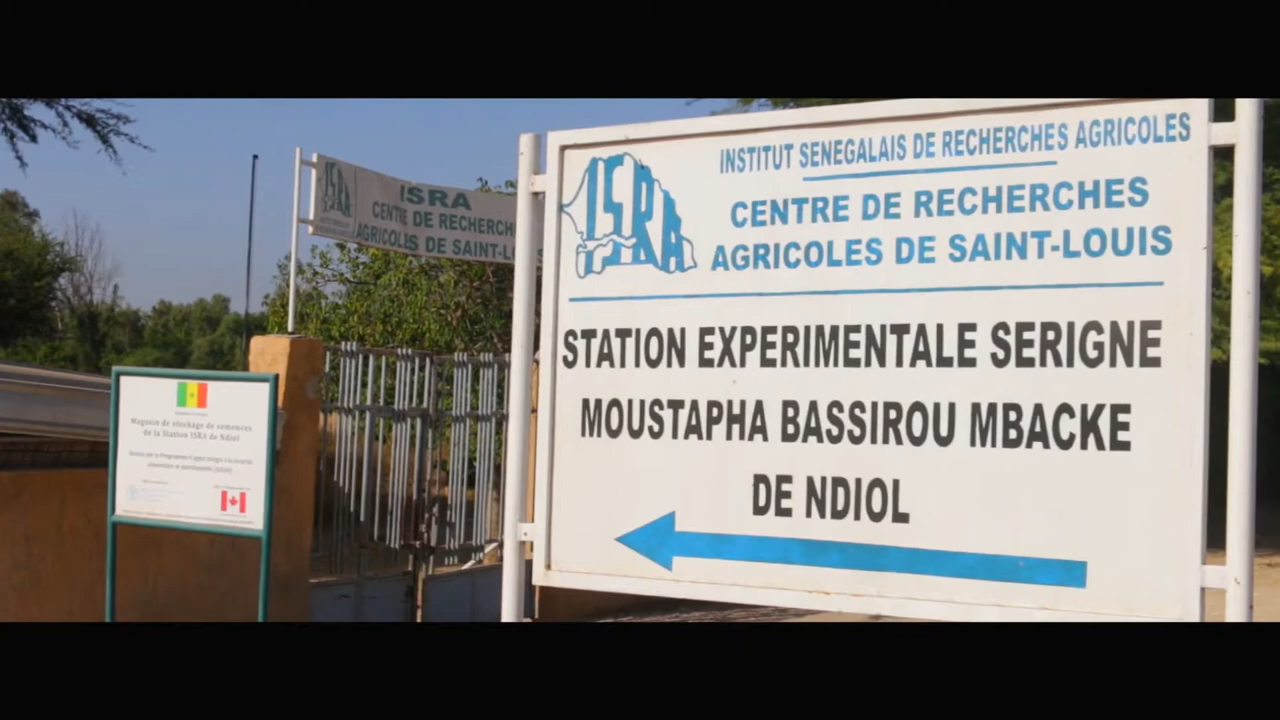 ISRA
INSTITUT SENEGALAIS DE RECHERCHES AGRICOLES
CENTRE DE RECHERCHES
AGRICOLES DE SAINT-LOUIS
STATION EXPERIMENTALE SERIGNE
MOUSTAPHA BASSIROU MBACKE
DE NDIOL
ISRA
ISRA
CENTRE DE RECHERCH
AGRICOLES DE SAINT-L
Magasin de stockage de semences
de la Station ISRA de Ndiol